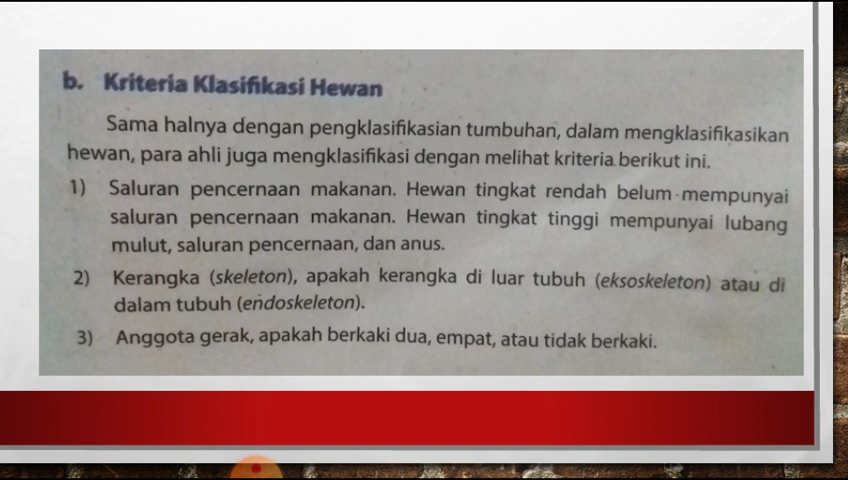 b. Kriteria Klasifikasi Hewan
Sama halnya dengan pengklasifikasian tumbuhan, dalam mengklasifikasikan
hewan, para ahli juga mengklasifikasi dengan melihat kriteria berikut ini.
1) Saluran pencernaan makanan. Hewan tingkat rendah belum mempunyai
saluran pencernaan makanan. Hewan tingkat tinggi mempunyai lubang
mulut, saluran pencernaan, dan anus.
2) Kerangka (skeleton), apakah kerangka di luar tubuh (eksoskeleton) atau di
dalam tubuh (endoskeleton).
3) Anggota gerak, apakah berkaki dua, empat, atau tidak berkaki.